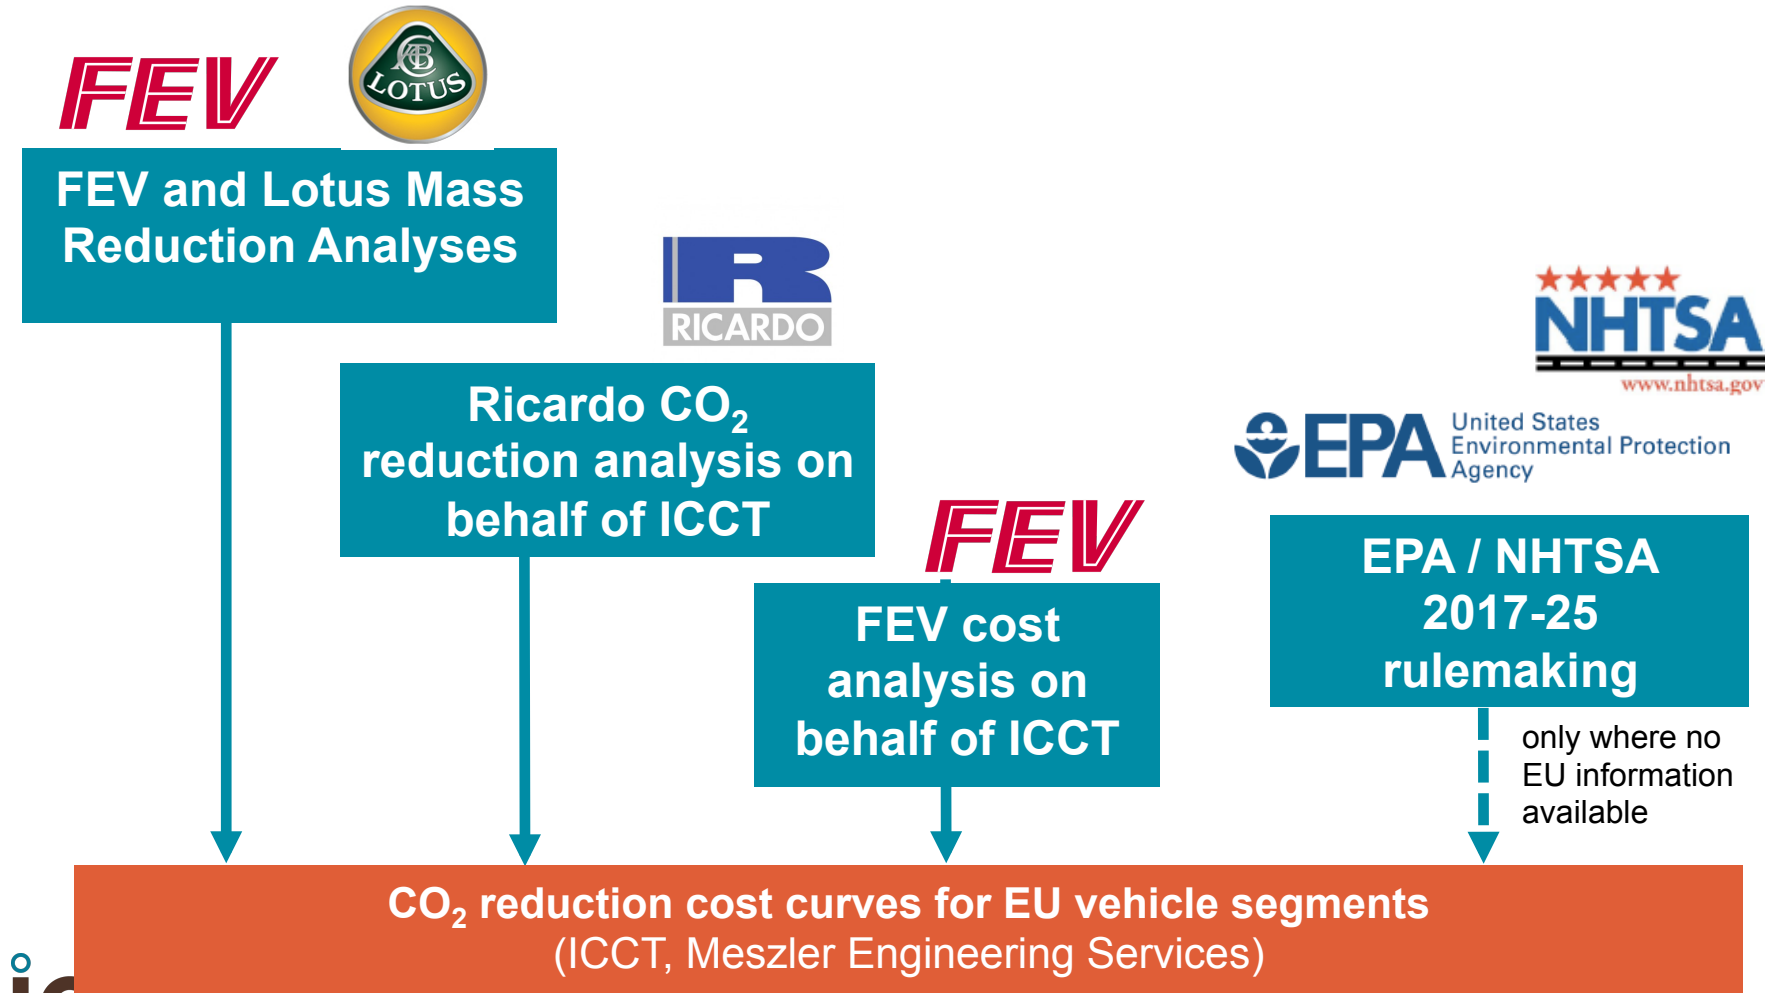 FEV
LOTUS
FEV and Lotus Mass
Reduction Analyses
RICARDO
Ricardo CO₂
reduction analysis on
behalf of ICCT
FEV
FEV cost
analysis on
behalf of ICCT
NHTSA
www.nhtsa.gov
EPA
United States
Environmental Protection
Agency
EPA / NHTSA
2017-25
rulemaking
only where no
EU information
available
CO₂ reduction cost curves for EU vehicle segments
(ICCT, Meszler Engineering Services)